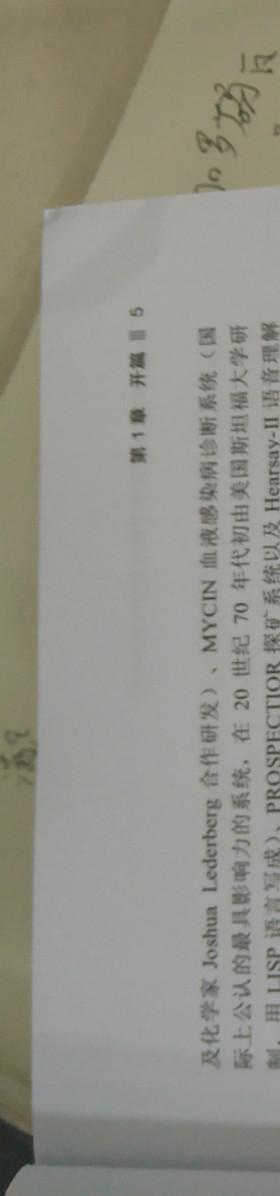 第1章 开篇 ‖ 5
及化学家 Joshua Lederberg 合作研发)、MYCIN 血液感染病诊断系统(国
际上公认的最具影响力的系统，在 20 世纪 70 年代初由美国斯坦福大学研
制，用 LISP 语言写成)、PROSPECTIOR 探矿系统以及 Hearsay-II 语音理解